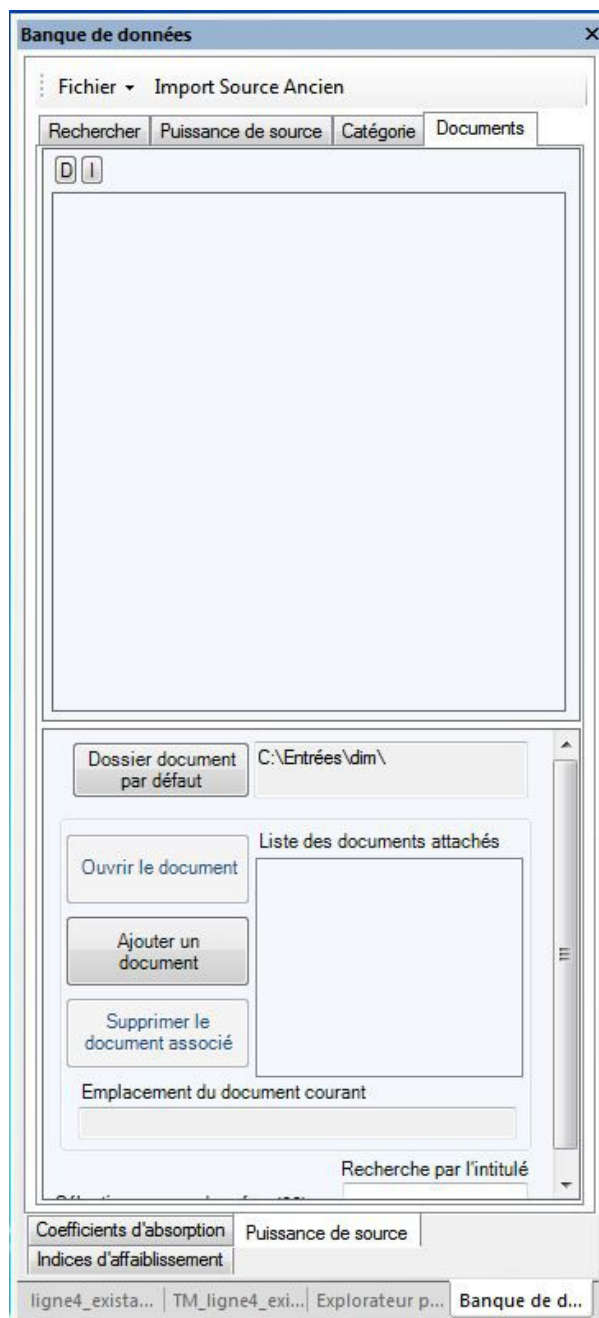 Banque de données
Fichier Import Source Ancien
Rechercher Puissance de source Catégorie Documents
D I
Dossier document
par défaut
C:\Entrées\dim\
Liste des documents attachés
Ouvrir le document
Ajouter un
document
Supprimer le
document associé
Emplacement du document courant
Recherche par l'intitulé
Coefficients d'absorption Puissance de source
Indices d'affaiblissement
ligne4_exista... TM_ligne4_exi... Explorateur p... Banque de d...